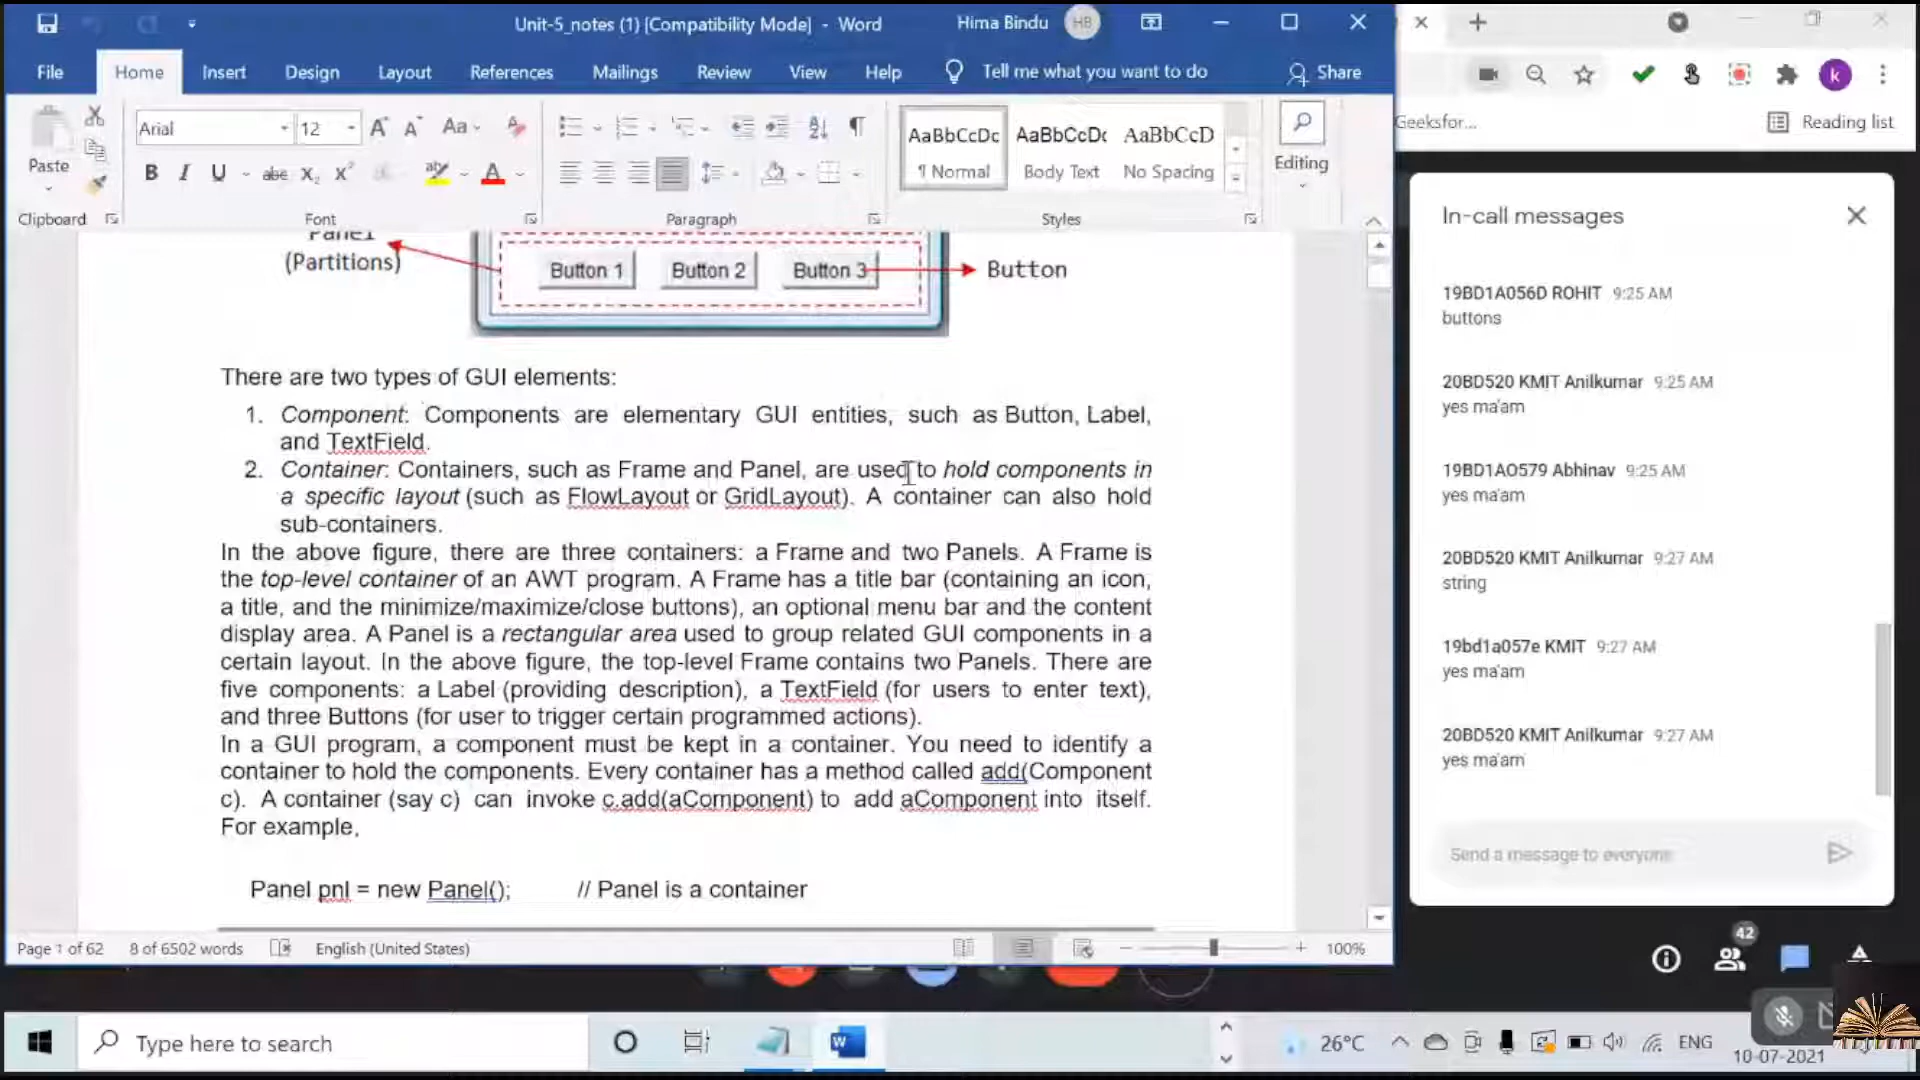 Unit-5_notes (1) [Compatibility Mode] - Word
Hima Bindu
HB
File
Home
Insert
Design
Layout
References
Mailings
Review
View
Help
Tell me what you want to do
Share
Paste
Clipboard
Arial
12
Font
Paragraph
AaBbCcDc
¶ Normal
AaBbCcDc
Body Text
AaBbCcD
No Spacing
Styles
Editing
Panel
(Partitions)
Button 1
Button 2
Button 3
Button
There are two types of GUI elements:
1. Component: Components are elementary GUI entities, such as Button, Label,
and TextField.
2. Container: Containers, such as Frame and Panel, are used to hold components in
a specific layout (such as FlowLayout or GridLayout). A container can also hold
sub-containers.
In the above figure, there are three containers: a Frame and two Panels. A Frame is
the top-level container of an AWT program. A Frame has a title bar (containing an icon,
a title, and the minimize/maximize/close buttons), an optional menu bar and the content
display area. A Panel is a rectangular area used to group related GUI components in a
certain layout. In the above figure, the top-level Frame contains two Panels. There are
five components: a Label (providing description), a TextField (for users to enter text),
and three Buttons (for user to trigger certain programmed actions).
In a GUI program, a component must be kept in a container. You need to identify a
container to hold the components. Every container has a method called add(Component
c). A container (say c) can invoke c.add(aComponent) to add aComponent into itself.
For example,
Panel pnl = new Panel(); // Panel is a container
Page 1 of 62
8 of 6502 words
English (United States)
100%
Geeksfor...
Reading list
k
In-call messages
19BD1A056D ROHIT 9:25 AM
buttons
20BD520 KMIT Anilkumar 9:25 AM
yes ma'am
19BD1AO579 Abhinav 9:25 AM
yes ma'am
20BD520 KMIT Anilkumar 9:27 AM
string
19bd1a057e KMIT 9:27 AM
yes ma'am
20BD520 KMIT Anilkumar 9:27 AM
yes ma'am
Send a message to everyone
42
Type here to search
26°C
ENG
10-07-2021